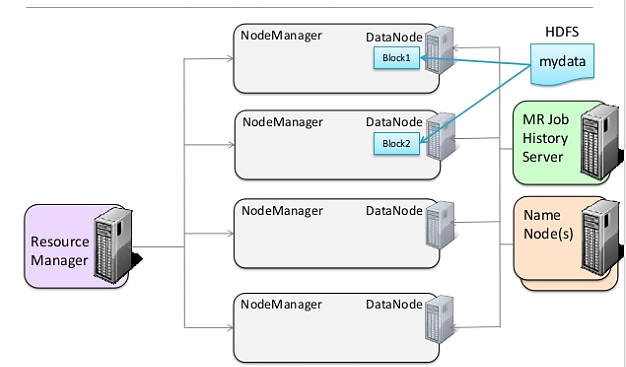 NodeManager DataNode
Block1
HDFS
mydata
NodeManager DataNode
Block2
MR Job
History
Server
NodeManager DataNode
Name
Node(s)
Resource
Manager
NodeManager DataNode